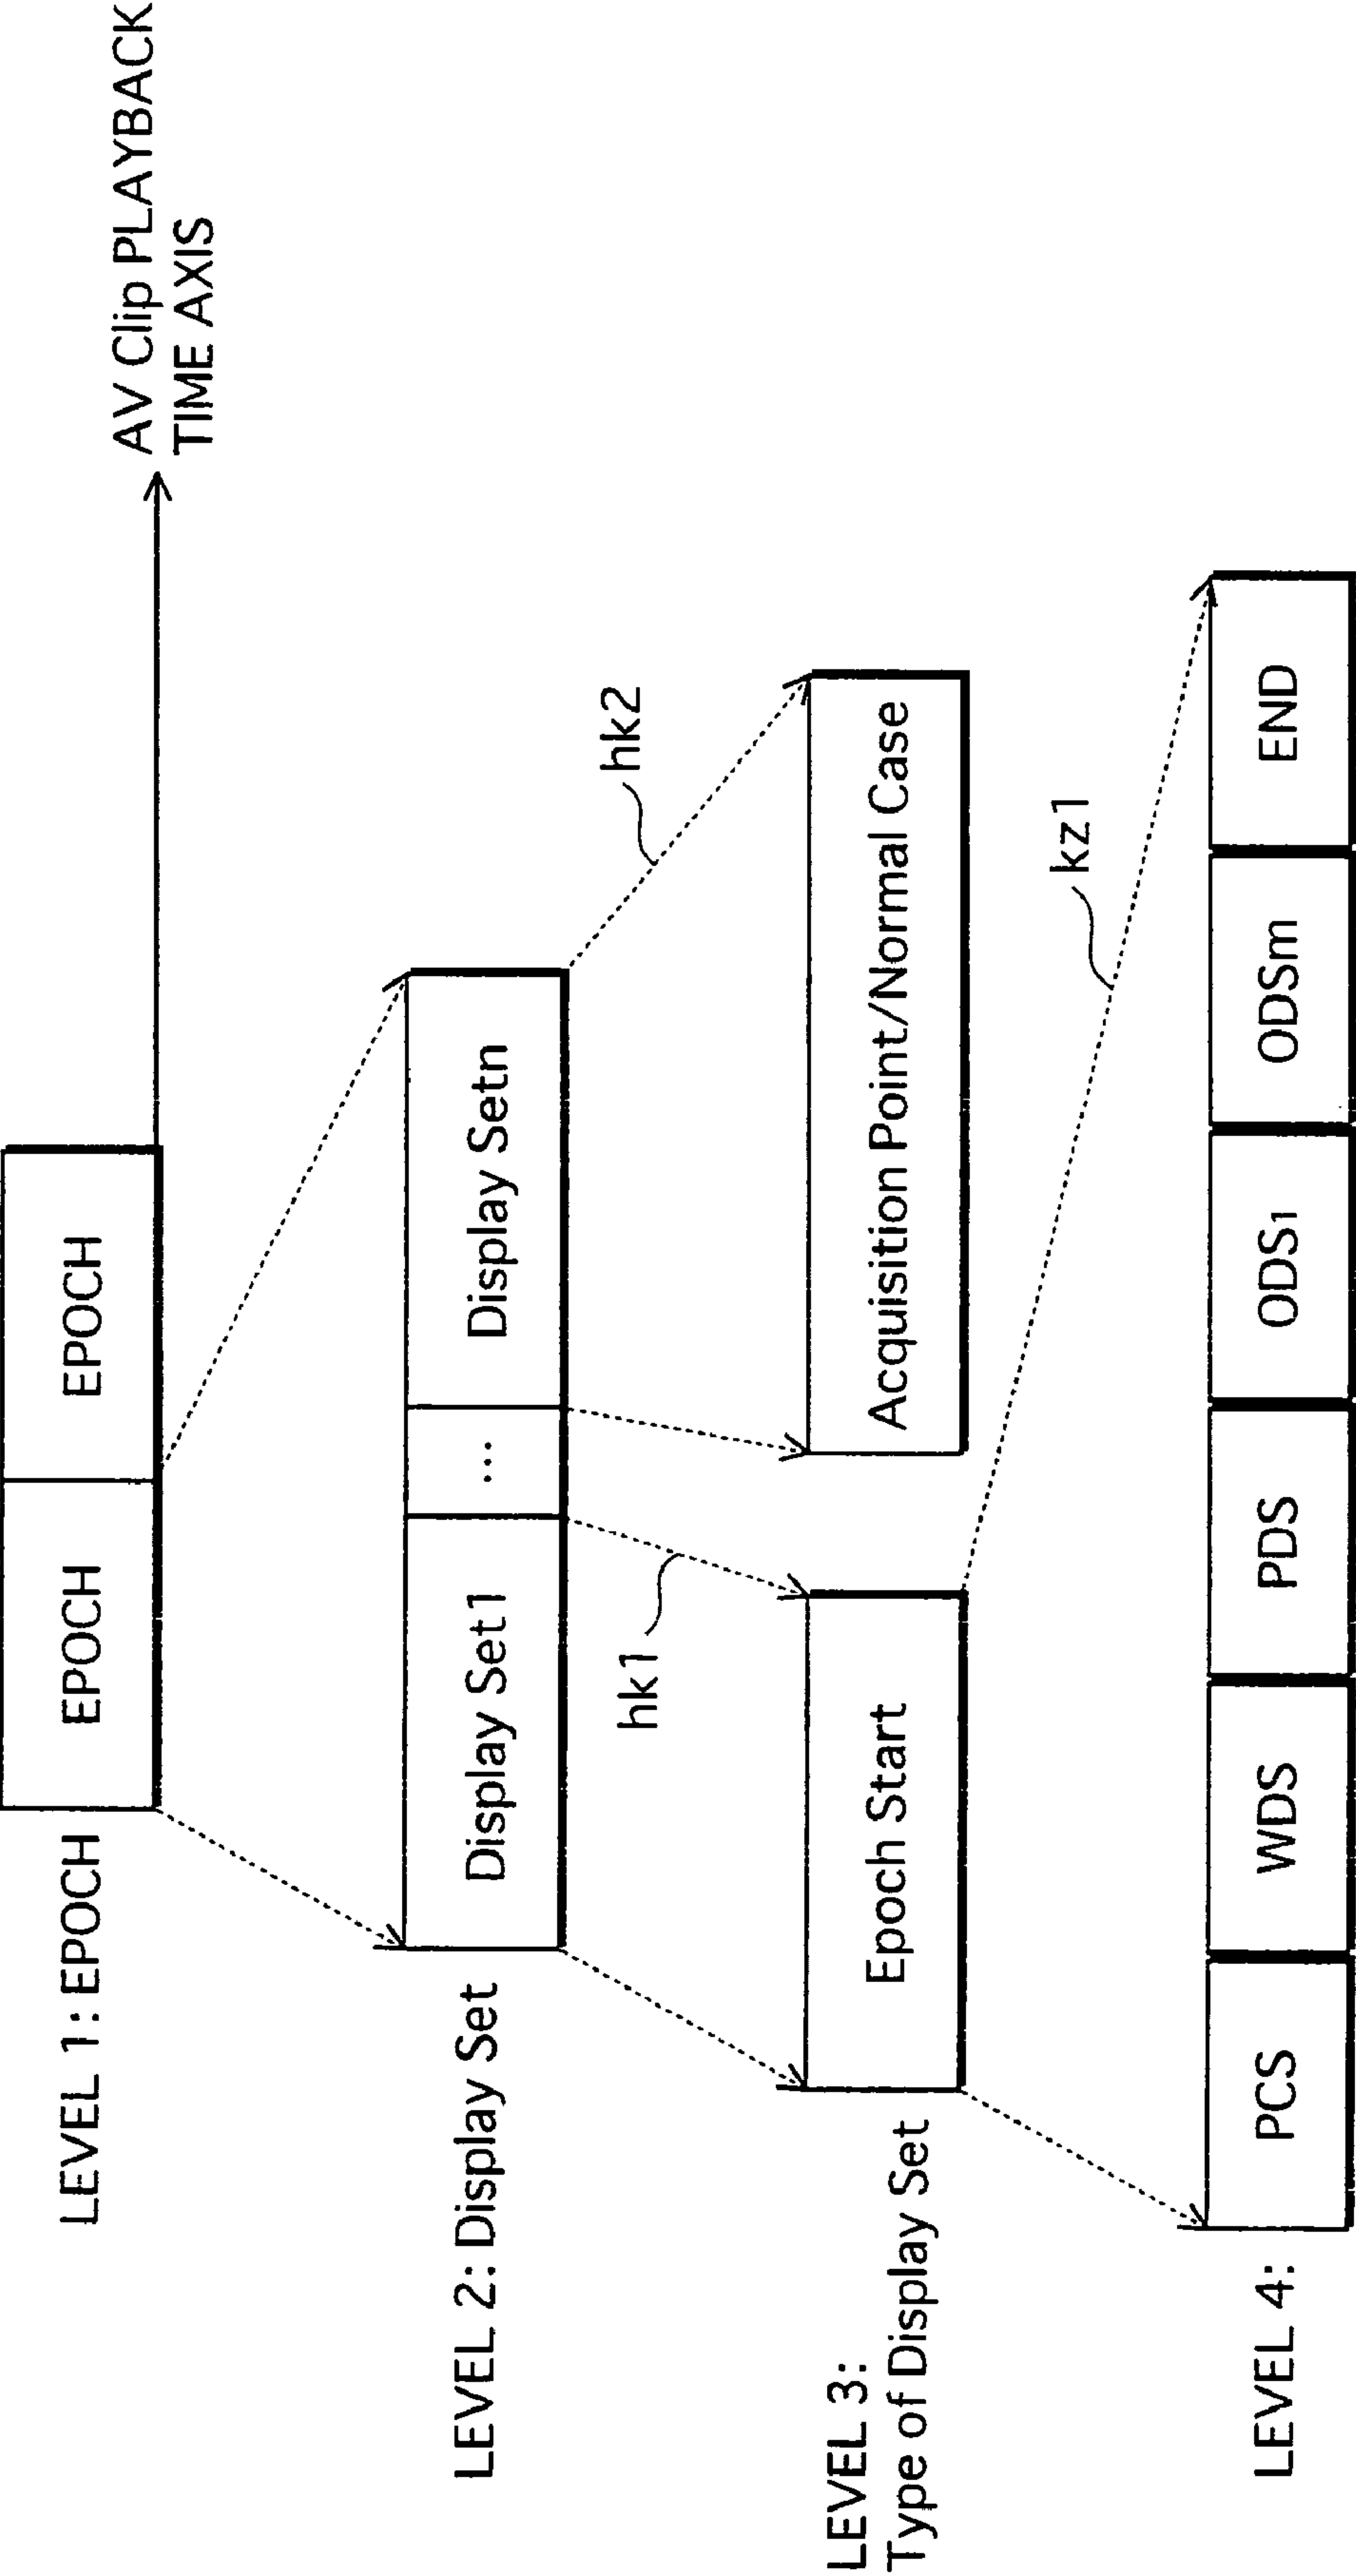 AV Clip PLAYBACK
TIME AXIS
LEVEL 1: EPOCH
EPOCH
EPOCH
LEVEL 2: Display Set
Display Set1
...
Display Setn
hk1
hk2
LEVEL 3:
Type of Display Set
Epoch Start
Acquisition Point/Normal Case
kz1
LEVEL 4:
PCS
WDS
PDS
ODS1
ODSm
END